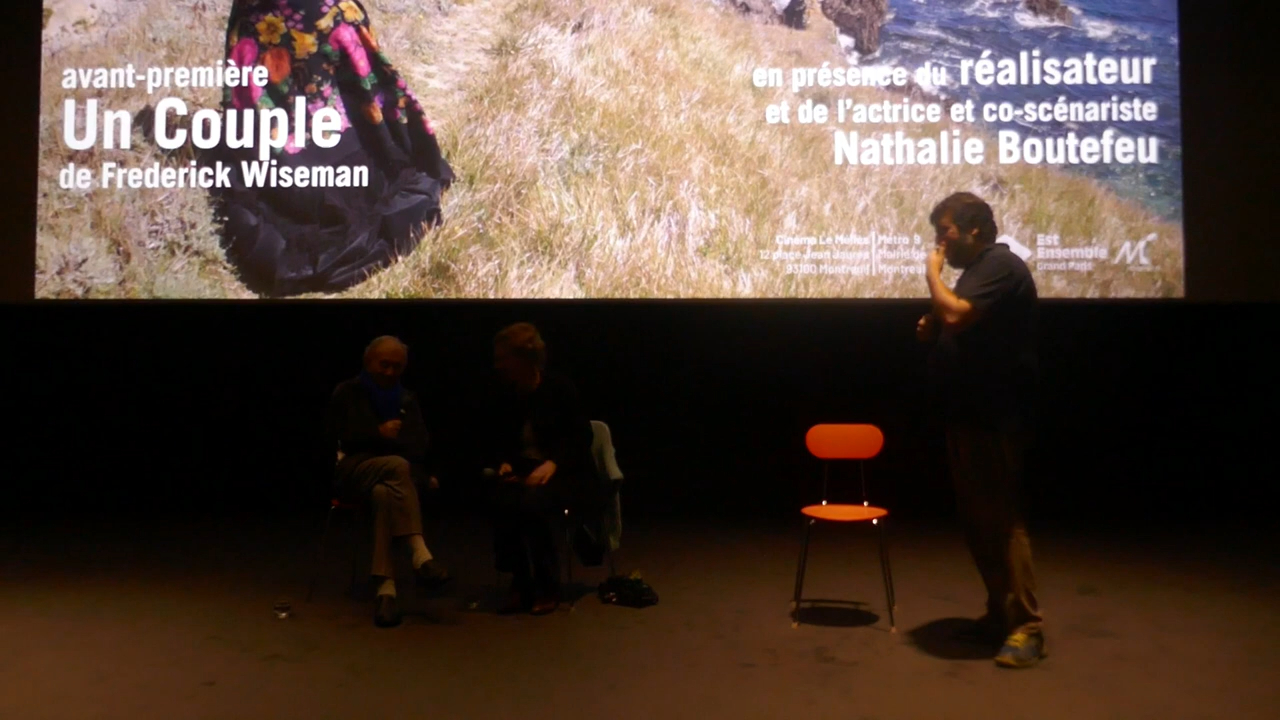 avant-première
Un Couple
de Frederick Wiseman
en présence du réalisateur
et de l'actrice et co-scénariste
Nathalie Boutefeu
Cinéma Le Méliès
12 place Jean Jaurès
93100 Montreuil
Métro 9
Est
Ensemble
Grand Paris